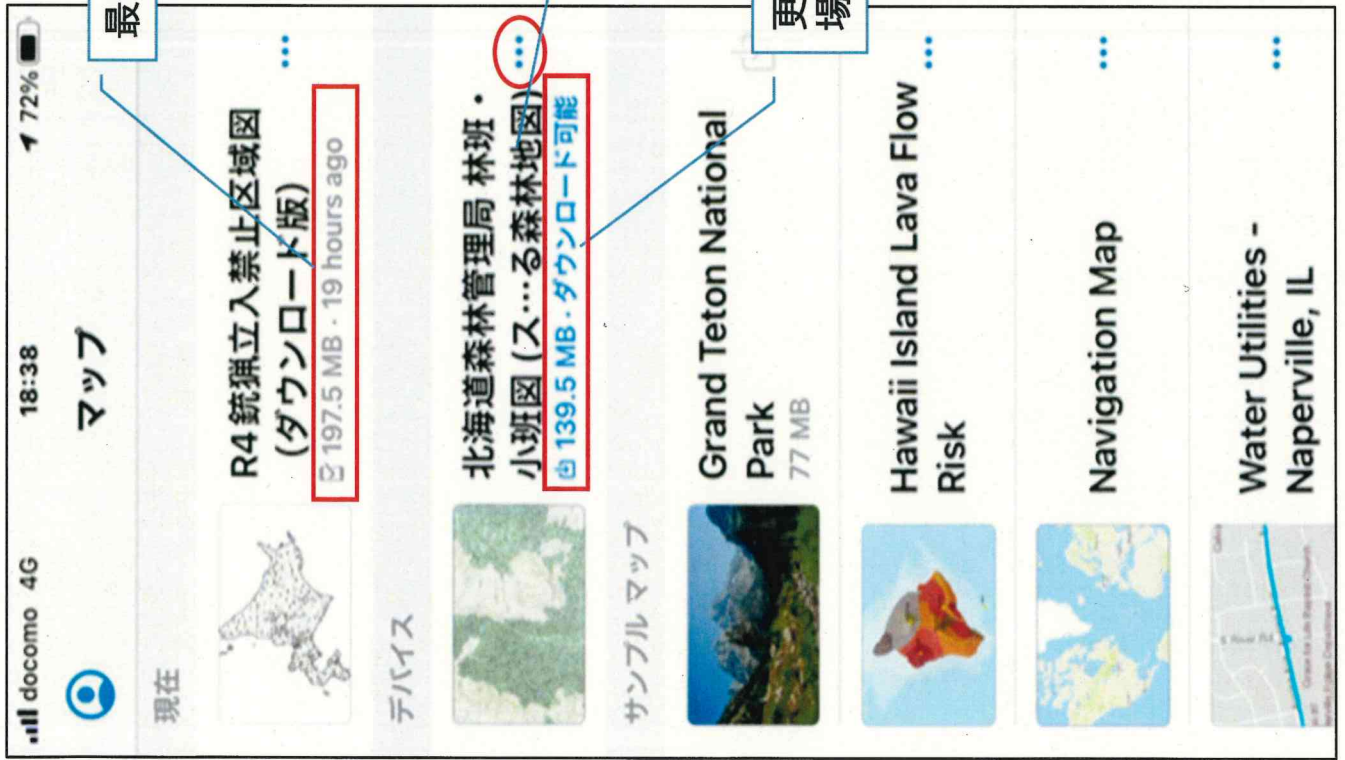 docomo 4G 18:38 72%
マップ
現在
R4 銃猟立入禁止区域図
(ダウンロード版)
197.5 MB · 19 hours ago
デバイス
北海道森林管理局 林班・
小班図 (ス…る森林地図)
139.5 MB · ダウンロード可能
サンプル マップ
Grand Teton National
Park
77 MB
Hawaii Island Lava Flow
Risk
Navigation Map
Water Utilities -
Naperville, IL
最
更
場